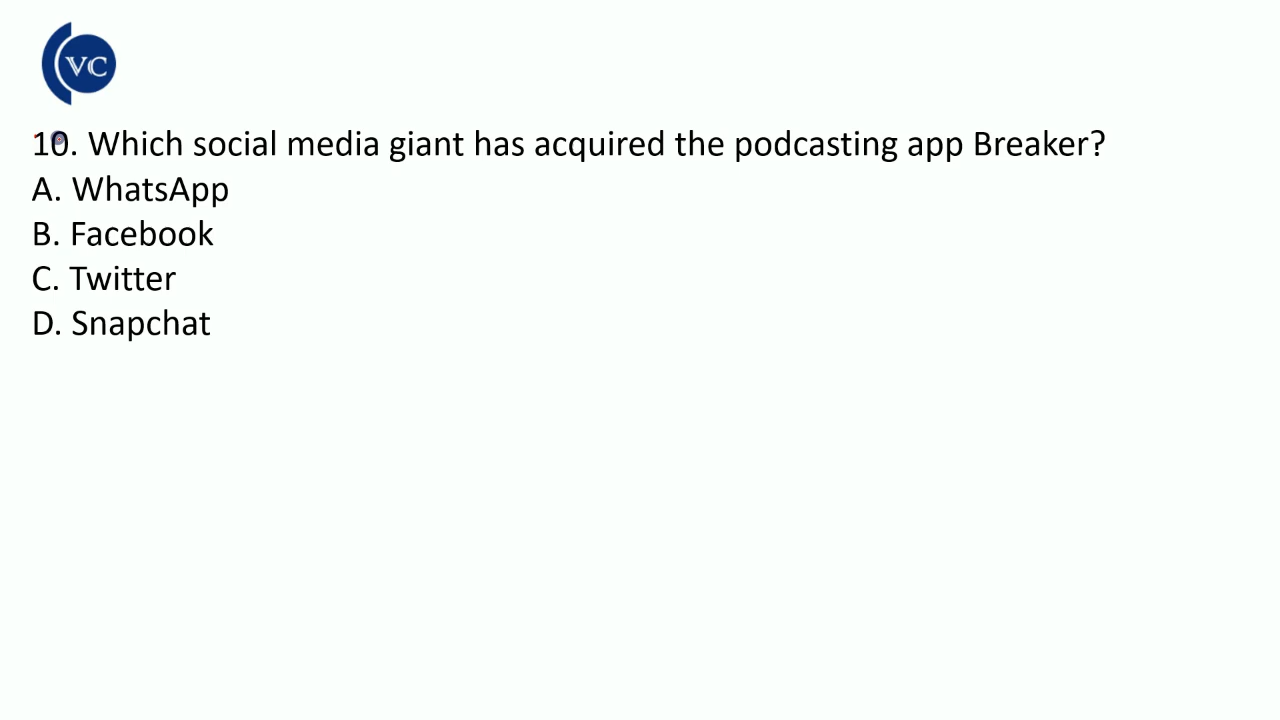 VC
10. Which social media giant has acquired the podcasting app Breaker?
A. WhatsApp
B. Facebook
C. Twitter
D. Snapchat